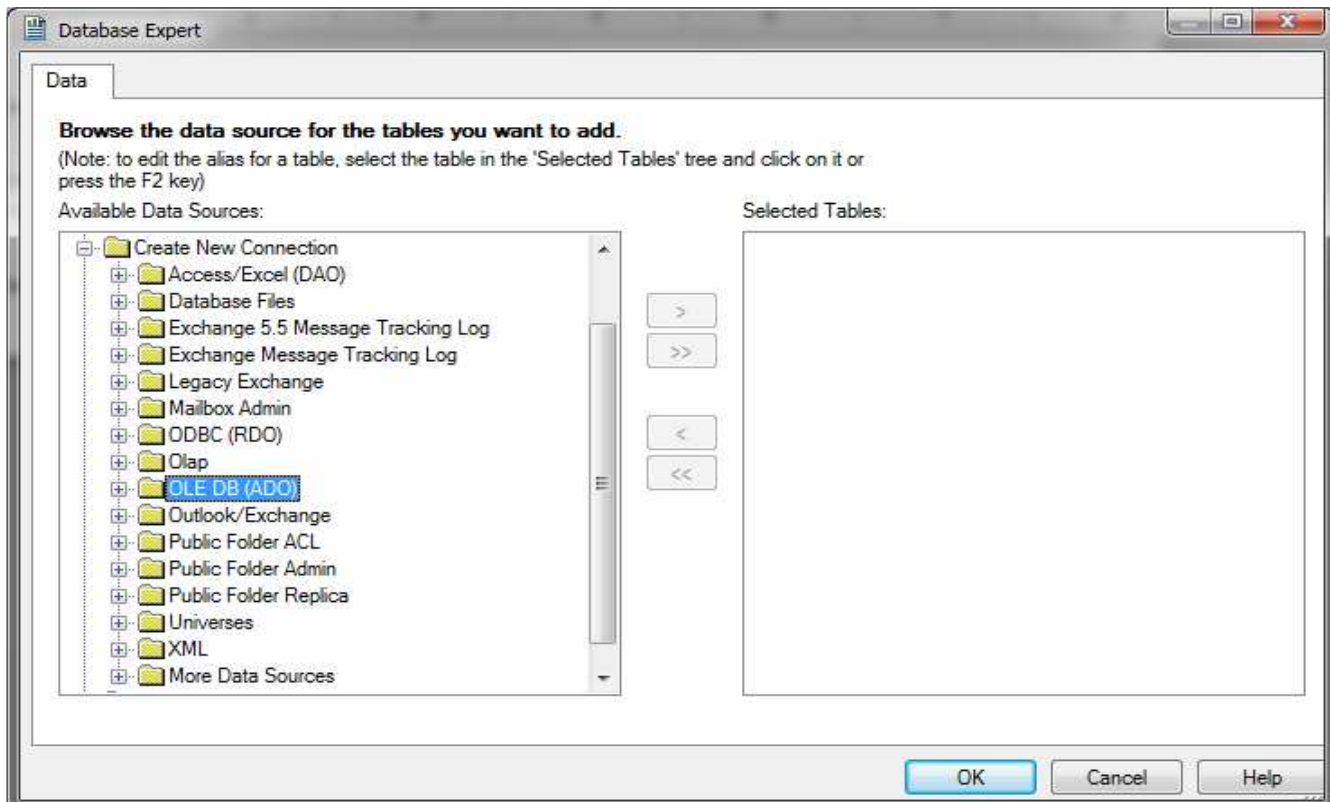 Database Expert
Data
Browse the data source for the tables you want to add.
(Note: to edit the alias for a table, select the table in the 'Selected Tables' tree and click on it or
press the F2 key)
Available Data Sources:
Create New Connection
Access/Excel (DAO)
Database Files
Exchange 5.5 Message Tracking Log
Exchange Message Tracking Log
Legacy Exchange
Mailbox Admin
ODBC (RDO)
Olap
OLE DB (ADO)
Outlook/Exchange
Public Folder ACL
Public Folder Admin
Public Folder Replica
Universes
XML
More Data Sources
>
>>
<
<<
Selected Tables:
OK
Cancel
Help